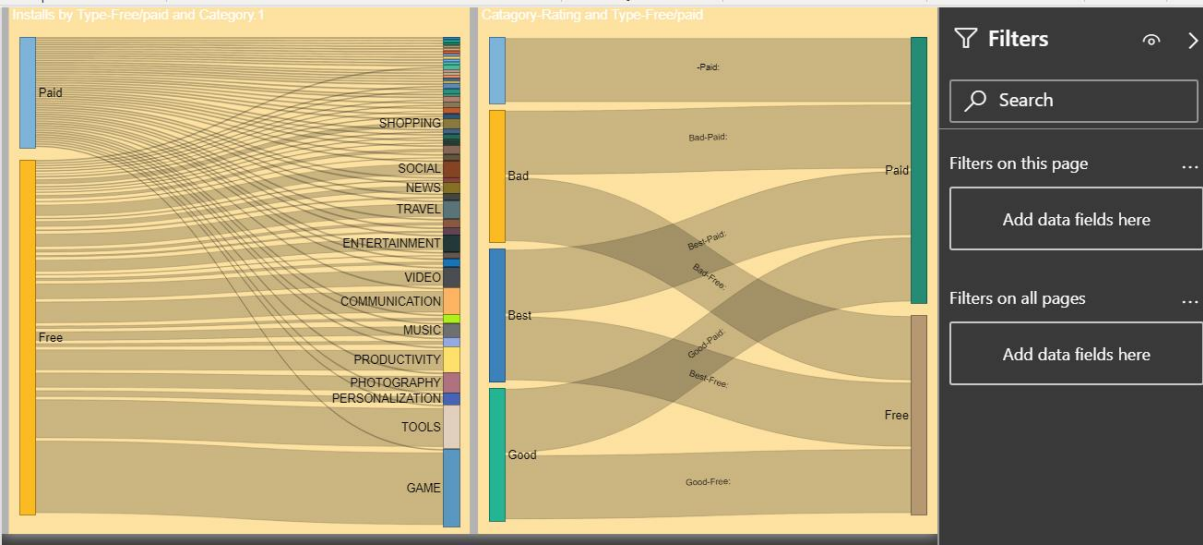 Installs by Type-Free/paid and Category.1
Paid
Free
SHOPPING
SOCIAL
NEWS
TRAVEL
ENTERTAINMENT
VIDEO
COMMUNICATION
MUSIC
PRODUCTIVITY
PHOTOGRAPHY
PERSONALIZATION
TOOLS
GAME
Catagory-Rating and Type-Free/paid
Bad
Best
Good
-Paid:
Bad-Paid:
Best-Paid:
Bad-Free:
Good-Paid:
Best-Free:
Good-Free:
Paid
Free
Filters
Search
Filters on this page
...
Add data fields here
Filters on all pages
...
Add data fields here